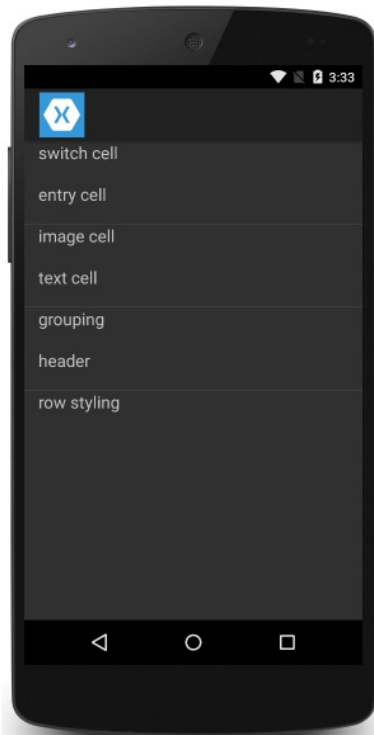 3:33
switch cell
entry cell
image cell
text cell
grouping
header
row styling